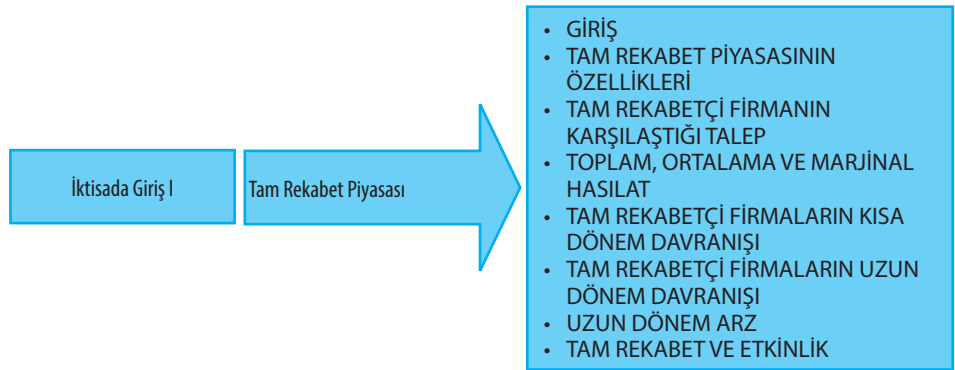 İktisada Giriş I
Tam Rekabet Piyasası
• GİRİŞ
• TAM REKABET PİYASASININ
ÖZELLİKLERİ
• TAM REKABETÇİ FİRMANIN
KARŞILAŞTIĞI TALEP
• TOPLAM, ORTALAMA VE MARJİNAL
HASILAT
• TAM REKABETÇİ FİRMALARIN KISA
DÖNEM DAVRANIŞI
• TAM REKABETÇİ FİRMALARIN UZUN
DÖNEM DAVRANIŞI
• UZUN DÖNEM ARZ
• TAM REKABET VE ETKİNLİK